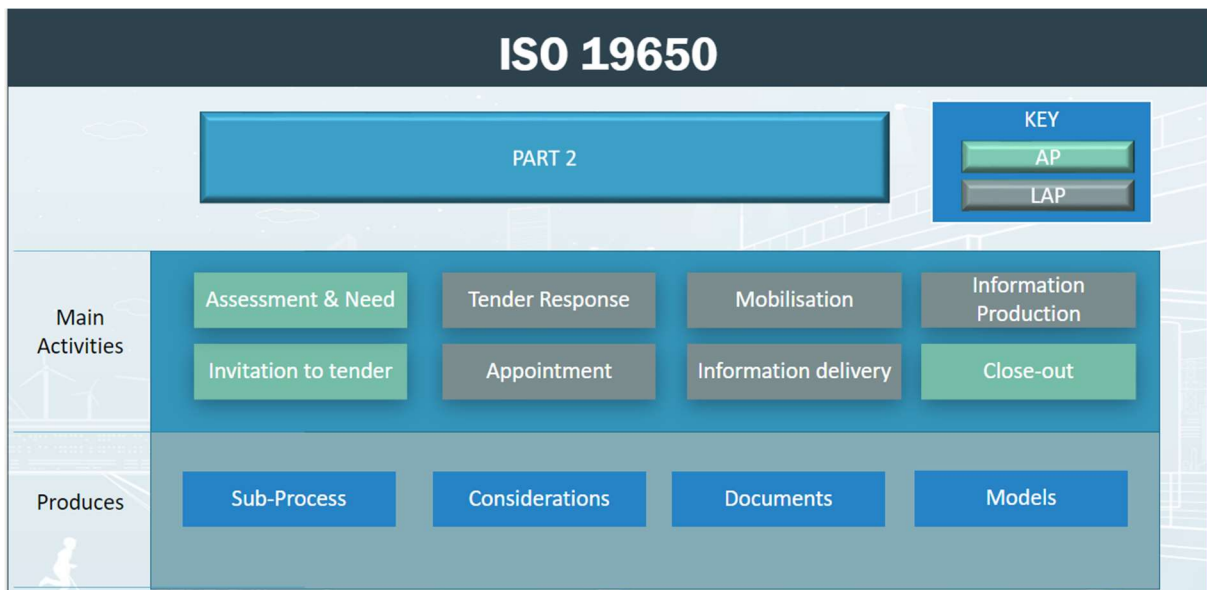 ISO 19650
PART 2
KEY
AP
LAP
Main
Activities
Assessment & Need
Tender Response
Mobilisation
Information
Production
Invitation to tender
Appointment
Information delivery
Close-out
Produces
Sub-Process
Considerations
Documents
Models